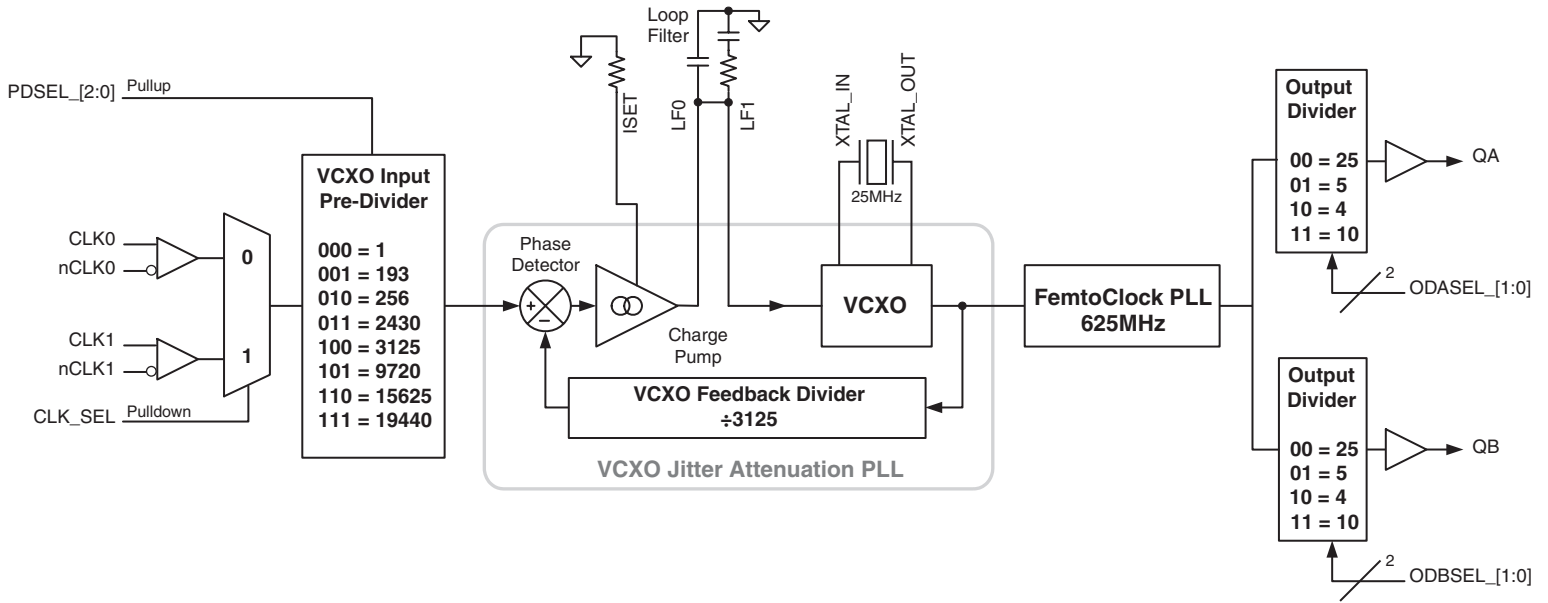 PDSEL_[2:0]
Pullup
VCXO Input
Pre-Divider
000 = 1
001 = 193
010 = 256
011 = 2430
100 = 3125
101 = 9720
110 = 15625
111 = 19440
CLK0
nCLK0
CLK1
nCLK1
CLK_SEL
Pulldown
0
1
ISET
Loop
Filter
LF0
LF1
XTAL_IN
XTAL_OUT
25MHz
Phase
Detector
+
–
Charge
Pump
VCXO
VCXO Feedback Divider
÷3125
VCXO Jitter Attenuation PLL
FemtoClock PLL
625MHz
Output
Divider
00 = 25
01 = 5
10 = 4
11 = 10
QA
2
ODASEL_[1:0]
Output
Divider
00 = 25
01 = 5
10 = 4
11 = 10
QB
2
ODBSEL_[1:0]